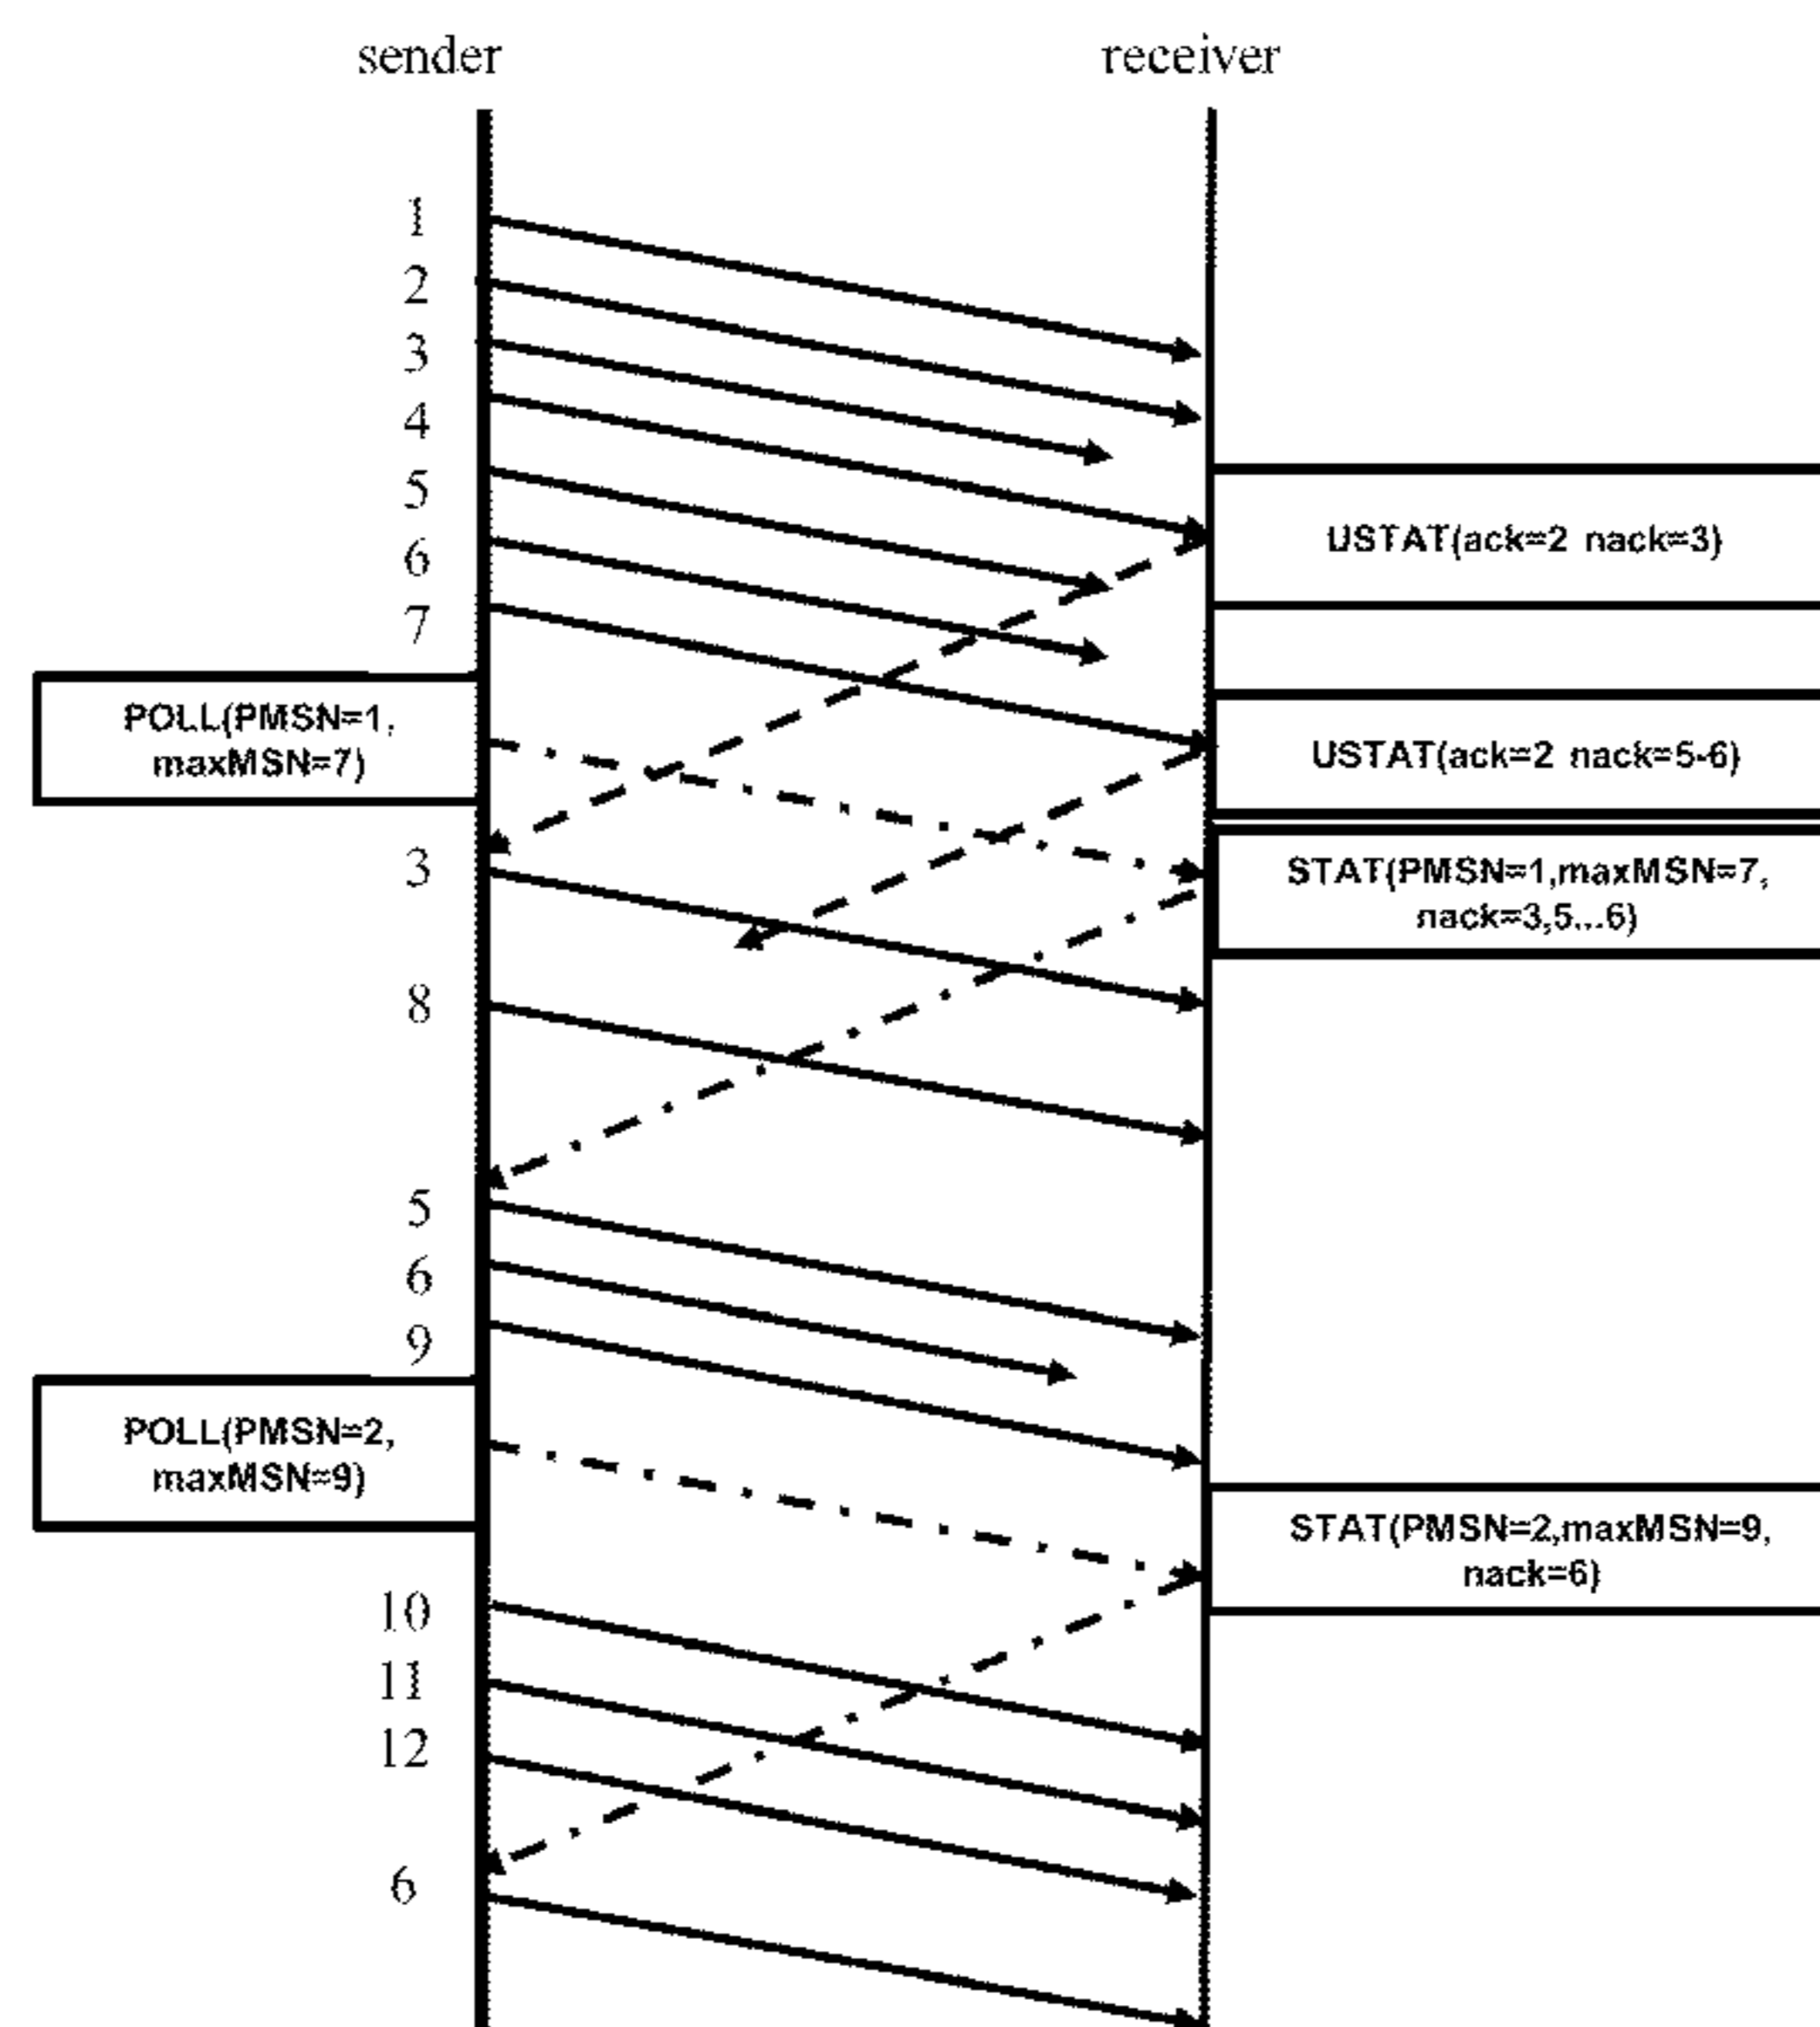 sender
receiver
1
2
3
4
5
6
7
USTAT(ack=2 nack=3)
POLL(PMSN=1,
maxMSN=7)
USTAT(ack=2 nack=5-6)
STAT(PMSN=1,maxMSN=7,
nack=3,5...6)
3
8
5
6
9
POLL(PMSN=2,
maxMSN=9)
STAT(PMSN=2,maxMSN=9,
nack=6)
10
11
12
6